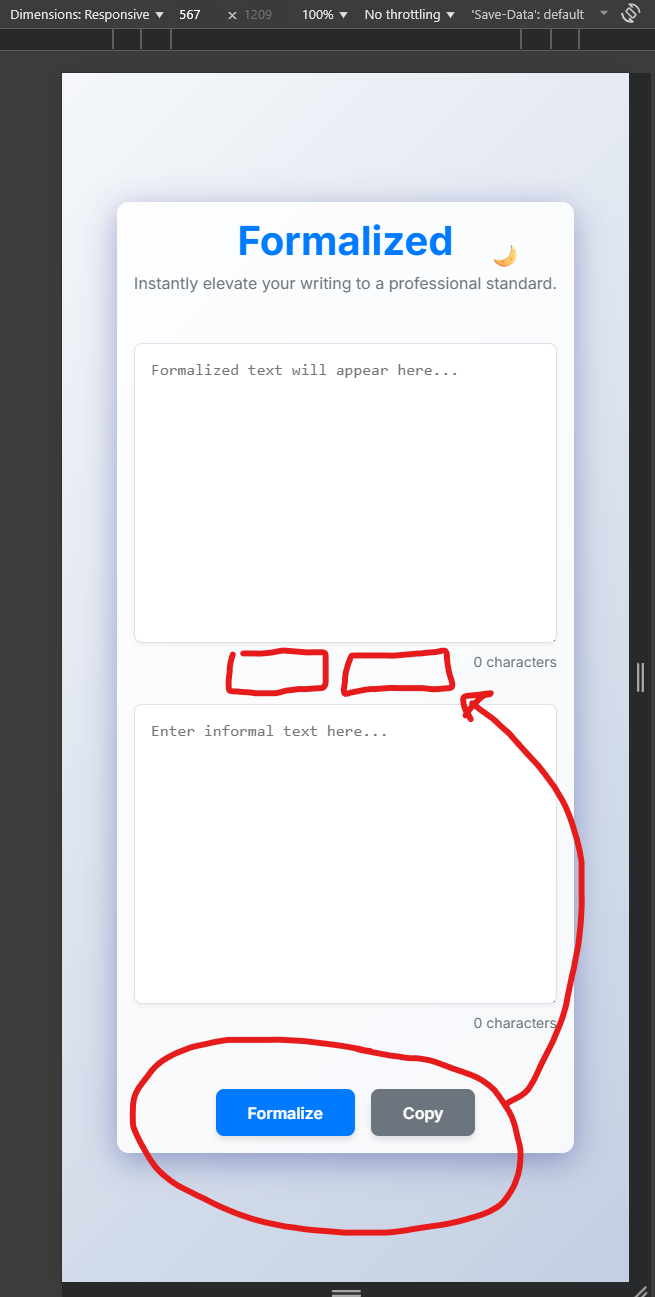 Dimensions: Responsive ▼ 567 × 1209 100% ▼ No throttling ▼ 'Save-Data': default ▼
Formalized
Instantly elevate your writing to a professional standard.
Formalized text will appear here...
0 characters
Enter informal text here...
0 characters
Formalize Copy